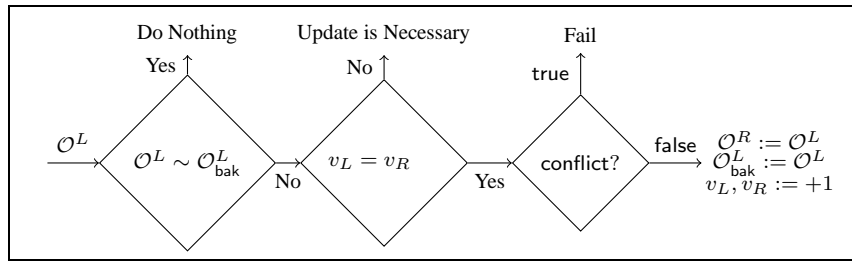 Do Nothing
Update is Necessary
Fail
Yes
No
true
𝒪^L
𝒪^L ∼ 𝒪^L_bak
No
v_L = v_R
Yes
conflict?
false
𝒪^R := 𝒪^L
𝒪^L_bak := 𝒪^L
v_L, v_R := +1